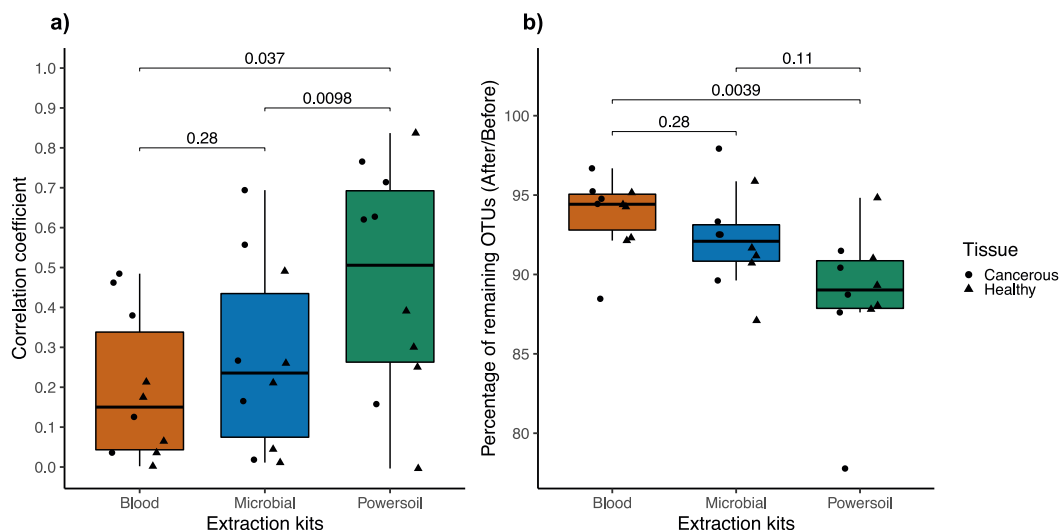 a)
0.037
0.0098
0.28
1.0
0.9
0.8
0.7
0.6
0.5
0.4
0.3
0.2
0.1
0.0
Correlation coefficient
Blood Microbial Powersoil
Extraction kits
b)
0.11
0.0039
0.28
100
95
90
85
80
Percentage of remaining OTUs (After/Before)
Blood Microbial Powersoil
Extraction kits
Tissue
Cancerous
Healthy